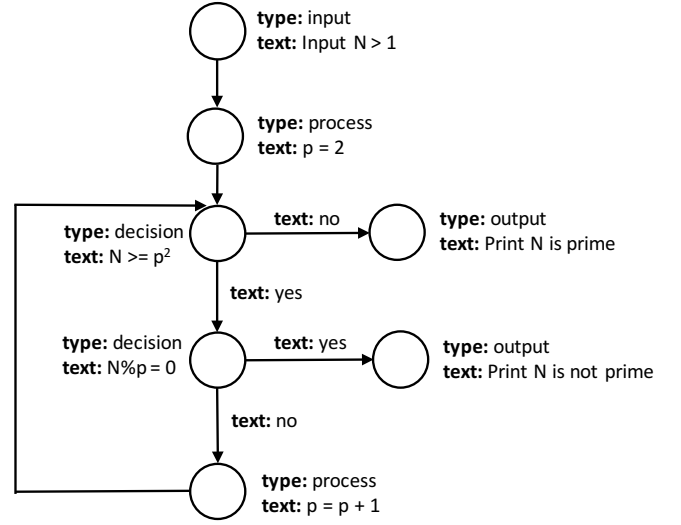 type: input
text: Input N > 1
type: process
text: p = 2
type: decision
text: N >= p²
text: no
type: output
text: Print N is prime
text: yes
type: decision
text: N%p = 0
text: yes
type: output
text: Print N is not prime
text: no
type: process
text: p = p + 1